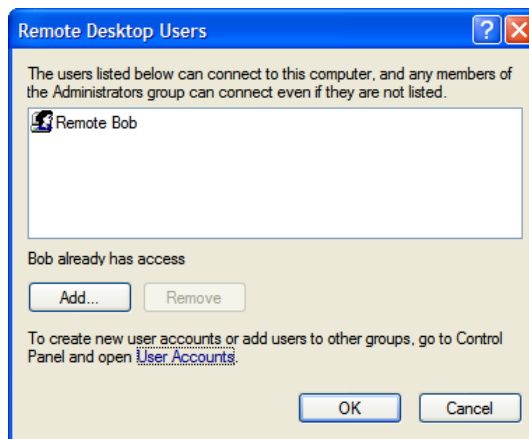 Remote Desktop Users
The users listed below can connect to this computer, and any members of
the Administrators group can connect even if they are not listed.
Remote Bob
Bob already has access
Add... Remove
To create new user accounts or add users to other groups, go to Control
Panel and open User Accounts.
OK Cancel